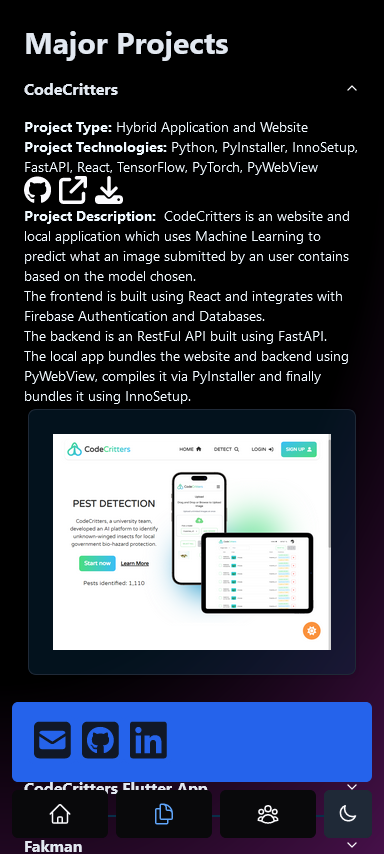 Major Projects
CodeCritters
Project Type: Hybrid Application and Website
Project Technologies: Python, PyInstaller, InnoSetup,
FastAPI, React, TensorFlow, PyTorch, PyWebView
Project Description:  CodeCritters is an website and
local application which uses Machine Learning to
predict what an image submitted by an user contains
based on the model chosen.
The frontend is built using React and integrates with
Firebase Authentication and Databases.
The backend is an RestFul API built using FastAPI.
The local app bundles the website and backend using
PyWebView, compiles it via PyInstaller and finally
bundles it using InnoSetup.
CodeCritters HOME DETECT LOGIN SIGN UP
PEST DETECTION
CodeCritters, a university team,
developed an AI platform to identify
unknown-winged insects for local
government bio-hazard protection.
Start now Learn More
Pests identified: 1,110
CodeCritters Flutter App
Fakman